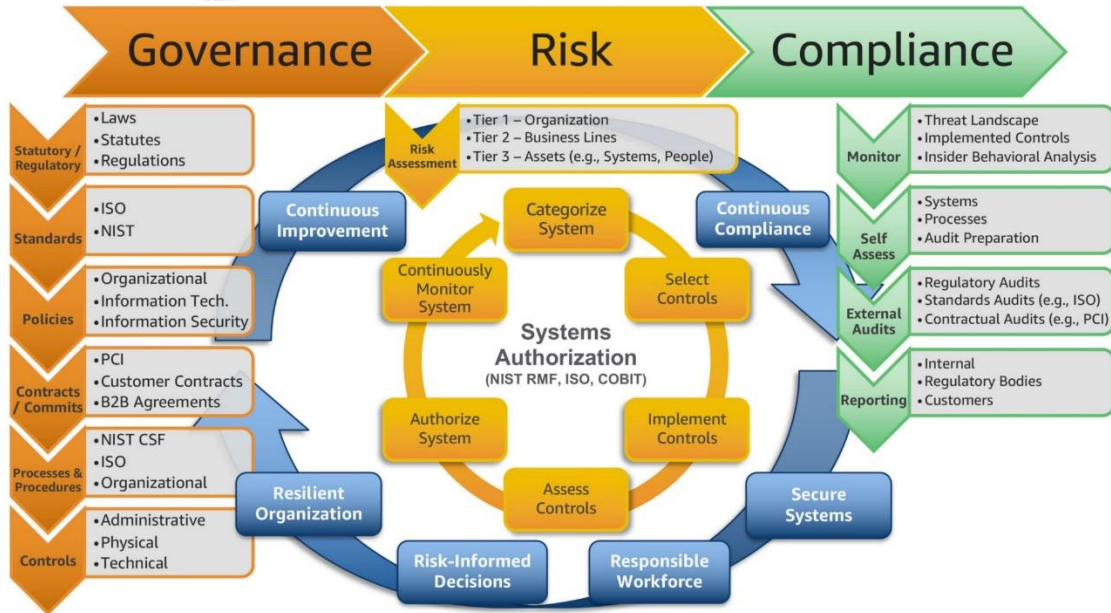 Governance
Risk
Compliance
Statutory /
Regulatory
•Laws
•Statutes
•Regulations
Standards
•ISO
•NIST
Policies
•Organizational
•Information Tech.
•Information Security
Contracts
/ Commits
•PCI
•Customer Contracts
•B2B Agreements
Processes &
Procedures
•NIST CSF
•ISO
•Organizational
Controls
•Administrative
•Physical
•Technical
Risk
Assessment
•Tier 1 – Organization
•Tier 2 – Business Lines
•Tier 3 – Assets (e.g., Systems, People)
Continuous
Improvement
Continuous
Compliance
Categorize
System
Select
Controls
Implement
Controls
Assess
Controls
Authorize
System
Continuously
Monitor
System
Systems
Authorization
(NIST RMF, ISO, COBIT)
Secure
Systems
Responsible
Workforce
Risk-Informed
Decisions
Resilient
Organization
Monitor
•Threat Landscape
•Implemented Controls
•Insider Behavioral Analysis
Self
Assess
•Systems
•Processes
•Audit Preparation
External
Audits
•Regulatory Audits
•Standards Audits (e.g., ISO)
•Contractual Audits (e.g., PCI)
Reporting
•Internal
•Regulatory Bodies
•Customers